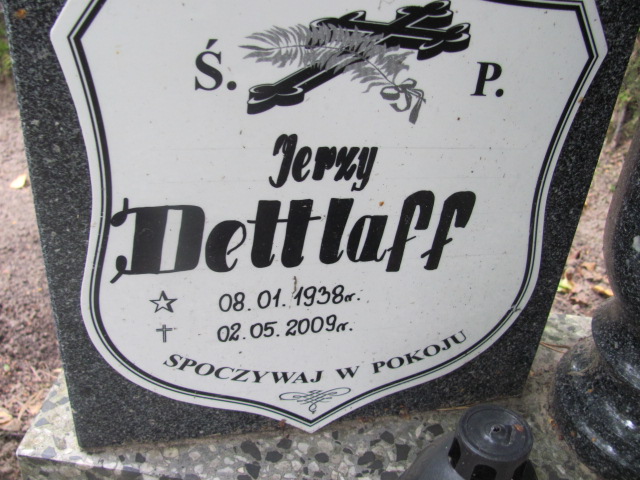 Ś. P.
Jerzy
Dettlaff
☆ 08.01.1938r.
† 02.05.2009r.
SPOCZYWAJ W POKOJU